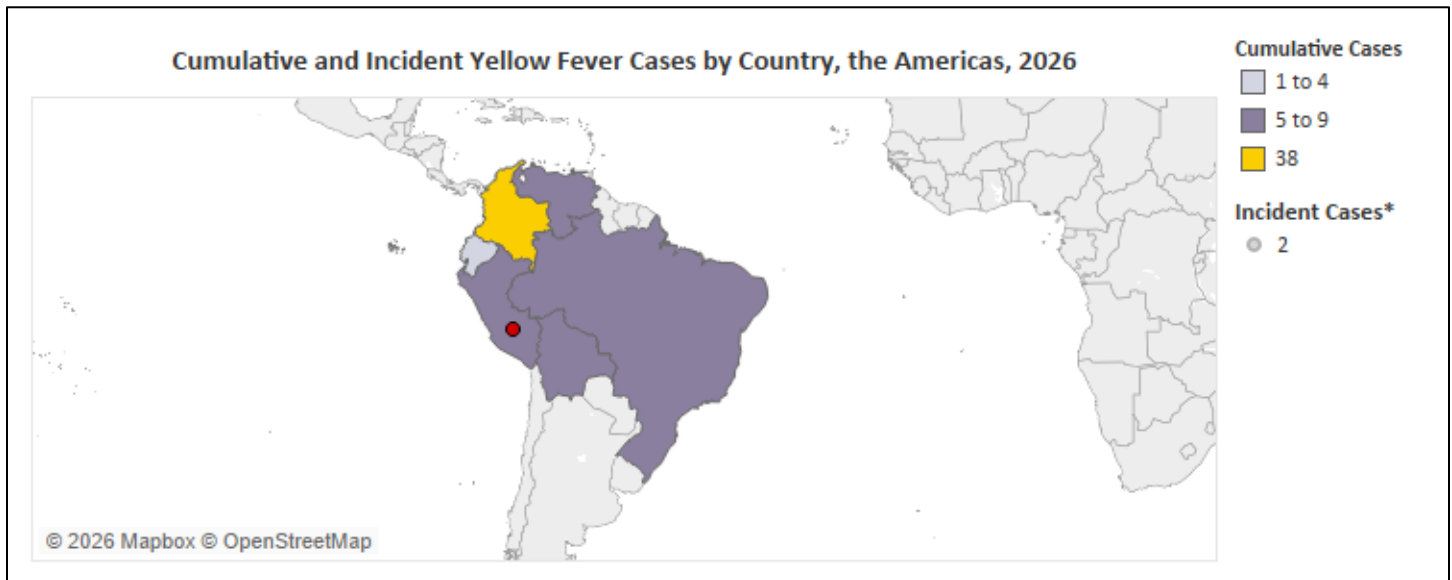 Cumulative and Incident Yellow Fever Cases by Country, the Americas, 2026
Cumulative Cases
1 to 4
5 to 9
38
Incident Cases*
2
© 2026 Mapbox © OpenStreetMap